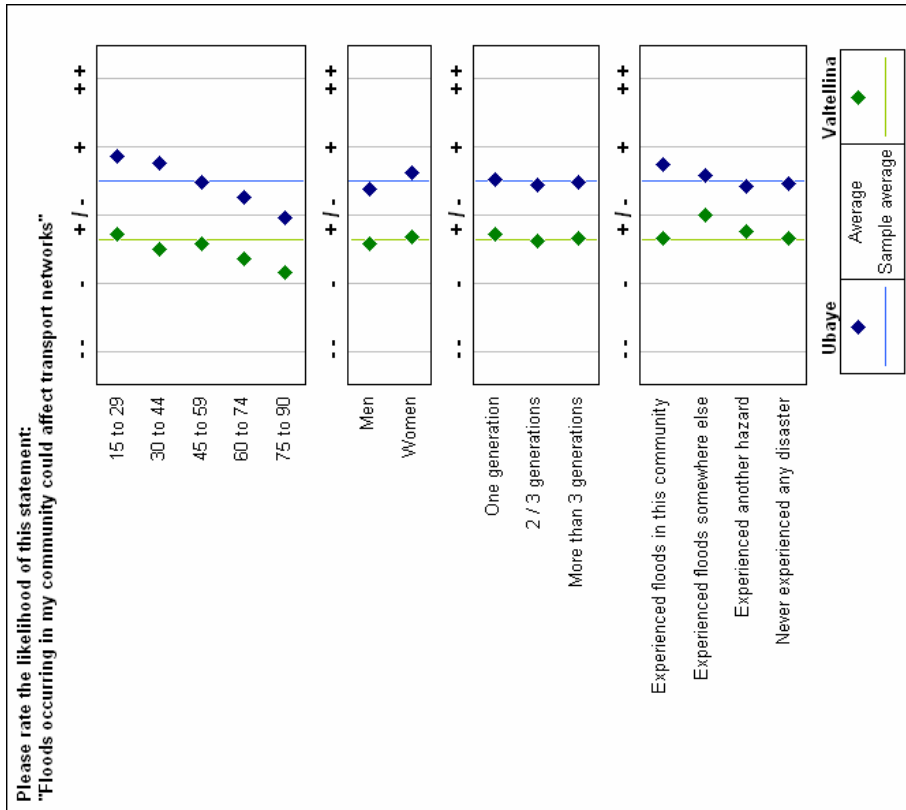 Please rate the likelihood of this statement:
"Floods occurring in my community could affect transport networks"
- - - + / - + + +
15 to 29
30 to 44
45 to 59
60 to 74
75 to 90
- - - + / - + + +
Men
Women
- - - + / - + + +
One generation
2 / 3 generations
More than 3 generations
- - - + / - + + +
Experienced floods in this community
Experienced floods somewhere else
Experienced another hazard
Never experienced any disaster
Ubaye Valtellina
Average
Sample average